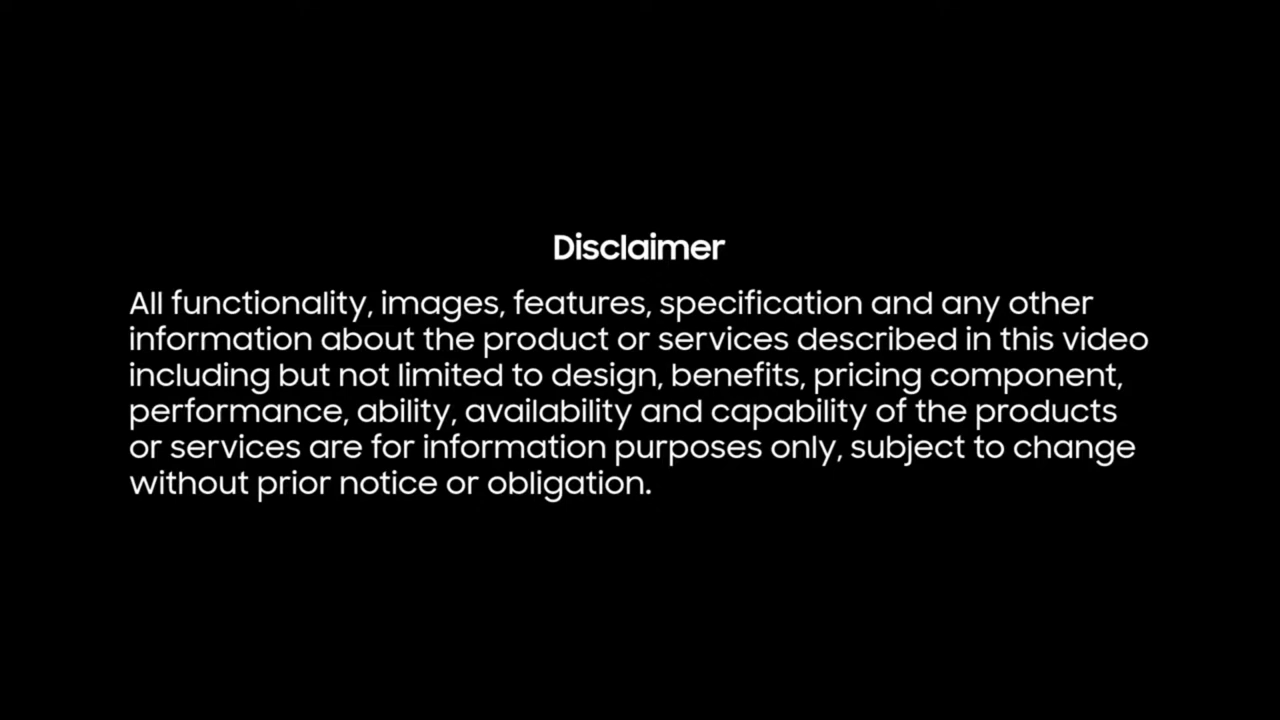 Disclaimer
All functionality, images, features, specification and any other
information about the product or services described in this video
including but not limited to design, benefits, pricing component,
performance, ability, availability and capability of the products
or services are for information purposes only, subject to change
without prior notice or obligation.